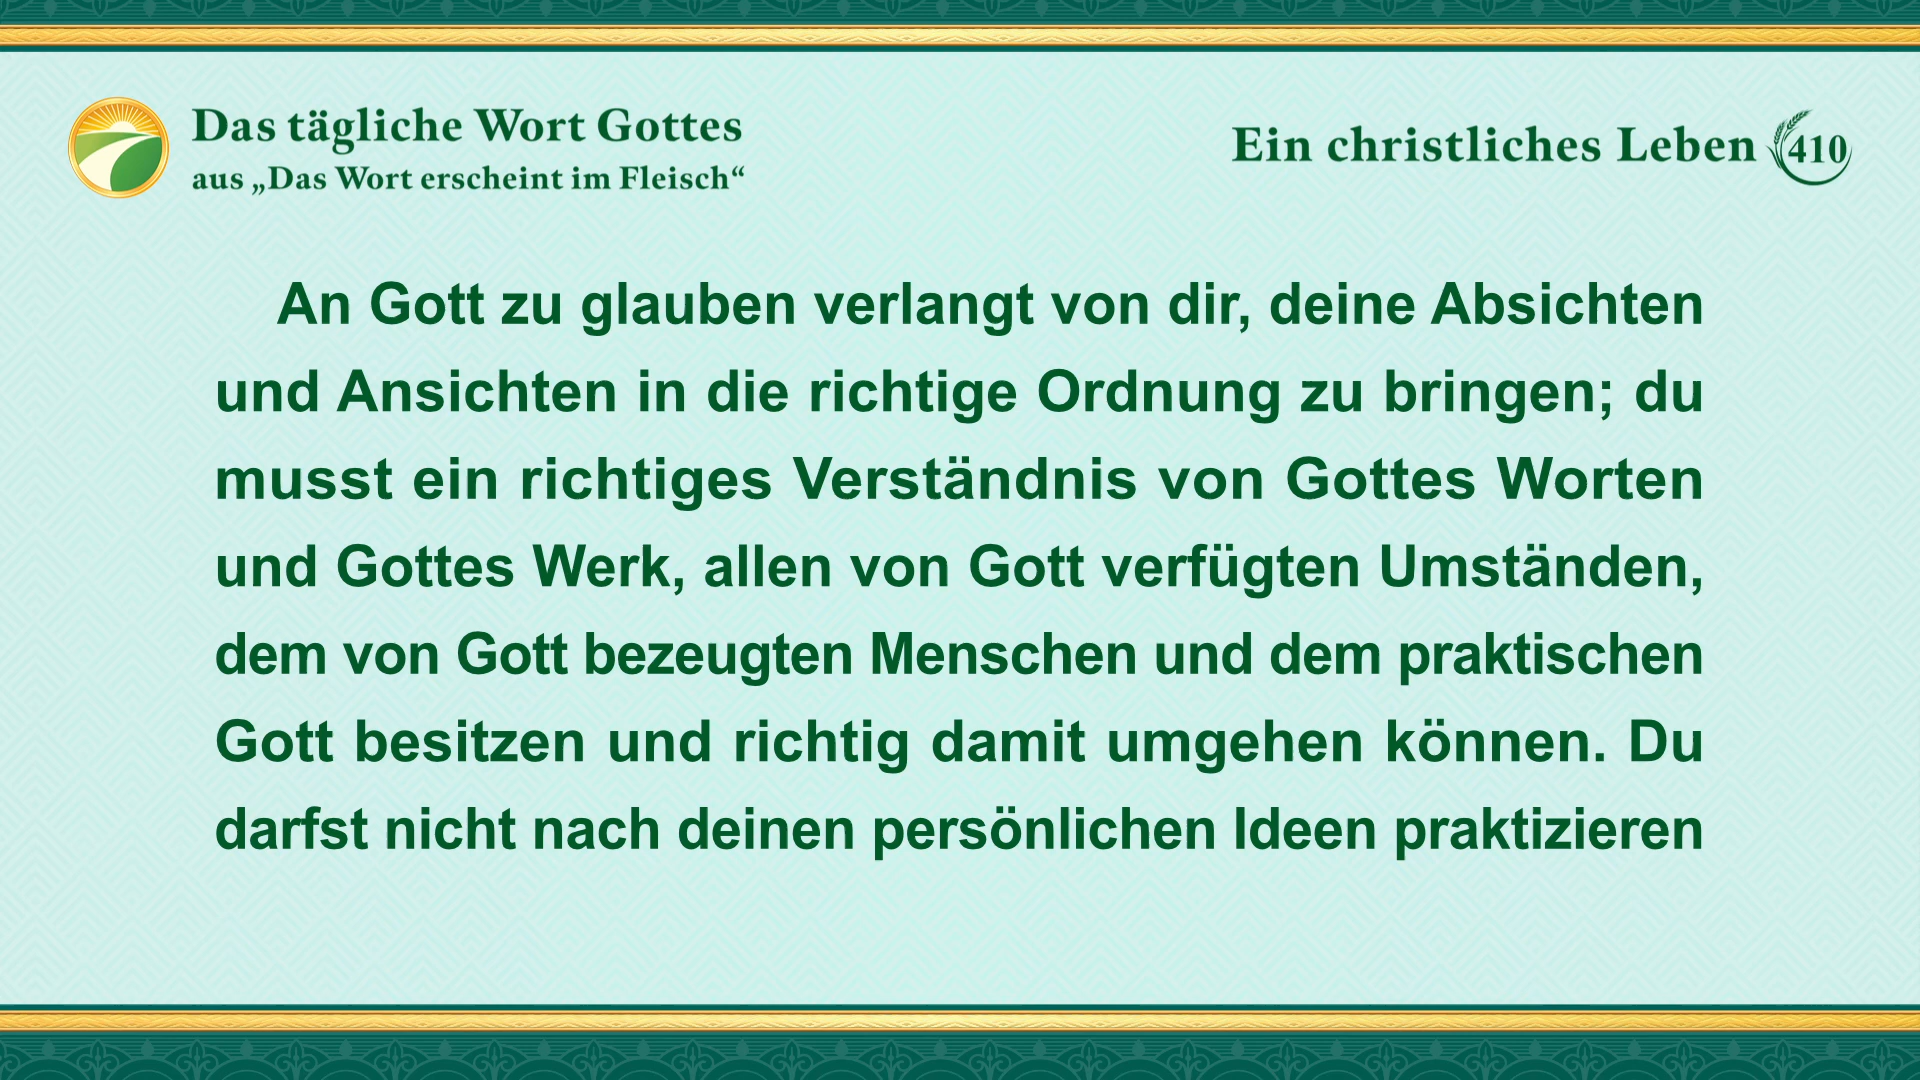 Das tägliche Wort Gottes
aus „Das Wort erscheint im Fleisch“
Ein christliches Leben 410
An Gott zu glauben verlangt von dir, deine Absichten
und Ansichten in die richtige Ordnung zu bringen; du
musst ein richtiges Verständnis von Gottes Worten
und Gottes Werk, allen von Gott verfügten Umständen,
dem von Gott bezeugten Menschen und dem praktischen
Gott besitzen und richtig damit umgehen können. Du
darfst nicht nach deinen persönlichen Ideen praktizieren